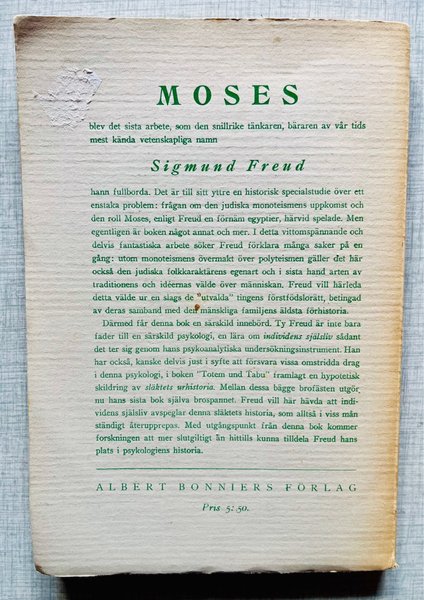 MOSES
blev det sista arbete, som den snillrike tänkaren, bäraren av vår tids
mest kända vetenskapliga namn
Sigmund Freud
hann fullborda. Det är till sitt yttre en historisk specialstudie över ett
enstaka problem: frågan om den judiska monoteismens uppkomst och
den roll Moses, enligt Freud en förnäm egyptier, härvid spelade. Men
egentligen är boken något annat och mer. I detta vittomspännande och
delvis fantastiska arbete söker Freud förklara många saker på en
gång: utom monoteismens övermakt över polyteismen gäller det här
också den judiska folkkaraktärens egenart och i sista hand arten av
traditionens och idéernas välde över människan. Freud vill härleda
detta välde ur en slags de "utvalda" tingens förstfödslorätt, betingad
av deras samband med den mänskliga familjens äldsta förhistoria.
Därmed får denna bok en särskild innebörd. Ty Freud är inte bara
fader till en särskild psykologi, en lära om individens själsliv sådant
det ter sig genom hans psykoanalytiska undersökningsinstrument. Han
har också, kanske delvis just i syfte att försvara vissa omstridda drag
i denna psykologi, i boken "Totem und Tabu" framlagt en hypotetisk
skildring av släktets urhistoria. Mellan dessa bägge brofästen utgör
nu hans sista bok själva brospannet. Freud vill här hävda att indi-
videns själsliv avspeglar denna släktets historia, som alltså i viss mån
ständigt återupprepas. Med utgångspunkt från denna bok kommer
forskningen att mer slutgiltigt än hittills kunna tilldela Freud hans
plats i psykologiens historia.
ALBERT BONNIERS FÖRLAG
Pris 5: 50.